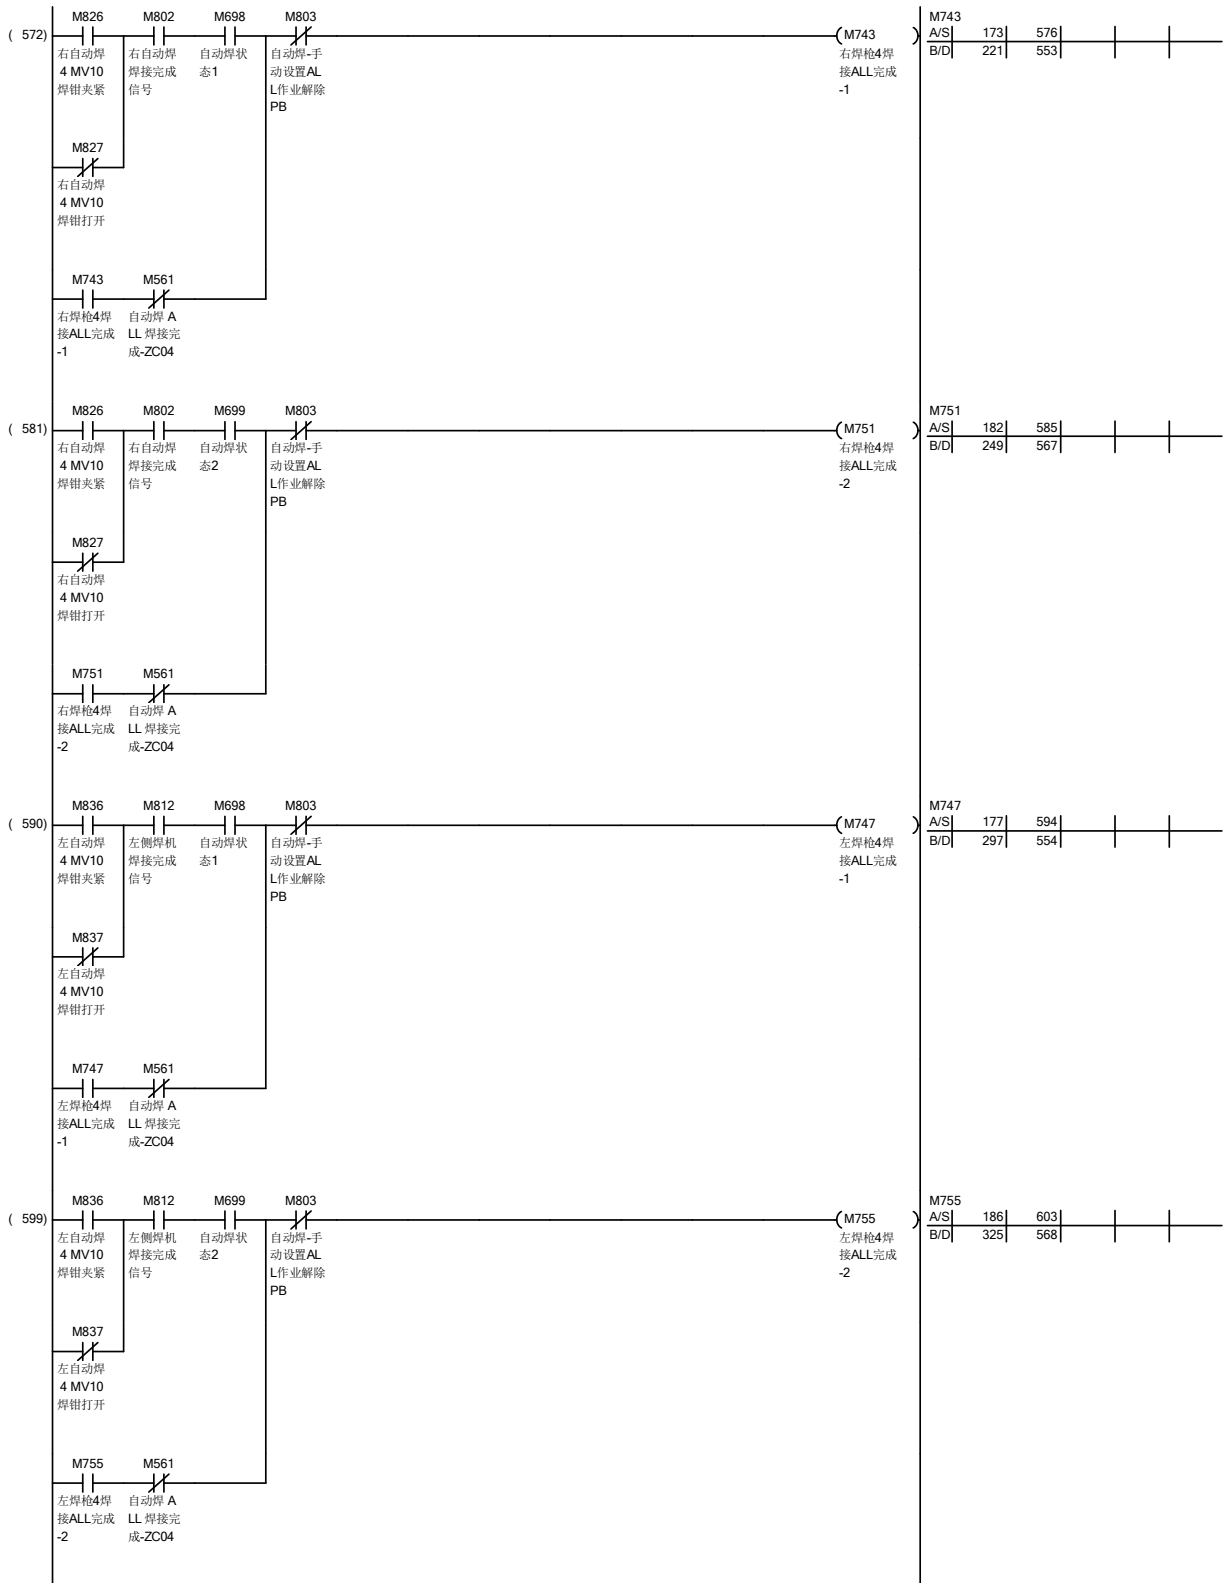 M826 M802 M698 M803 M743
( 572) M743 A/S 173 576
右自动焊 右自动焊 自动焊状 自动焊-手 右焊枪4焊 B/D 221 553
4 MV10 焊接完成 态1 动设置AL 接ALL完成
焊钳夹紧 信号 L作业解除 -1
PB
M827
右自动焊
4 MV10
焊钳打开
M743 M561
右焊枪4焊 自动焊 A
接ALL完成 LL 焊接完
-1 成-ZC04
M826 M802 M699 M803 M751
( 581) M751 A/S 182 585
右自动焊 右自动焊 自动焊状 自动焊-手 右焊枪4焊 B/D 249 567
4 MV10 焊接完成 态2 动设置AL 接ALL完成
焊钳夹紧 信号 L作业解除 -2
PB
M827
右自动焊
4 MV10
焊钳打开
M751 M561
右焊枪4焊 自动焊 A
接ALL完成 LL 焊接完
-2 成-ZC04
M836 M812 M698 M803 M747
( 590) M747 A/S 177 594
左自动焊 左侧焊机 自动焊状 自动焊-手 左焊枪4焊 B/D 297 554
4 MV10 焊接完成 态1 动设置AL 接ALL完成
焊钳夹紧 信号 L作业解除 -1
PB
M837
左自动焊
4 MV10
焊钳打开
M747 M561
左焊枪4焊 自动焊 A
接ALL完成 LL 焊接完
-1 成-ZC04
M836 M812 M699 M803 M755
( 599) M755 A/S 186 603
左自动焊 左侧焊机 自动焊状 自动焊-手 左焊枪4焊 B/D 325 568
4 MV10 焊接完成 态2 动设置AL 接ALL完成
焊钳夹紧 信号 L作业解除 -2
PB
M837
左自动焊
4 MV10
焊钳打开
M755 M561
左焊枪4焊 自动焊 A
接ALL完成 LL 焊接完
-2 成-ZC04